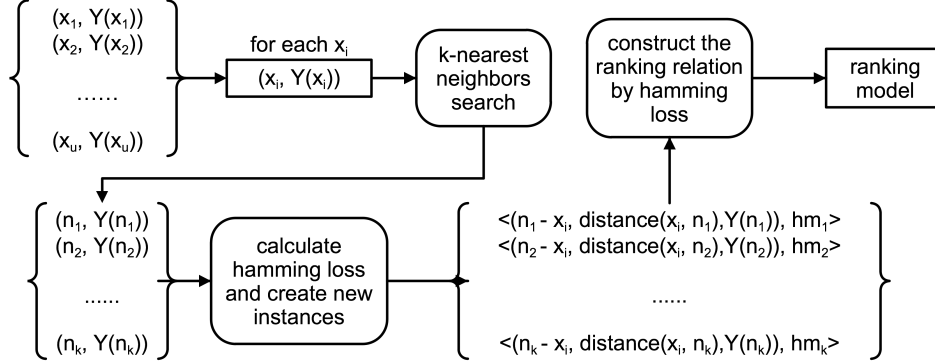 (x₁, Y(x₁))
(x₂, Y(x₂))
......
(xᵤ, Y(xᵤ))
for each xᵢ
(xᵢ, Y(xᵢ))
k-nearest
neighbors
search
construct the
ranking relation
by hamming
loss
ranking
model
(n₁, Y(n₁))
(n₂, Y(n₂))
......
(nₖ, Y(nₖ))
calculate
hamming loss
and create new
instances
<(n₁ - xᵢ, distance(xᵢ, n₁),Y(n₁)), hm₁>
<(n₂ - xᵢ, distance(xᵢ, n₂),Y(n₂)), hm₂>
......
<(nₖ - xᵢ, distance(xᵢ, nₖ),Y(nₖ)), hmₖ>